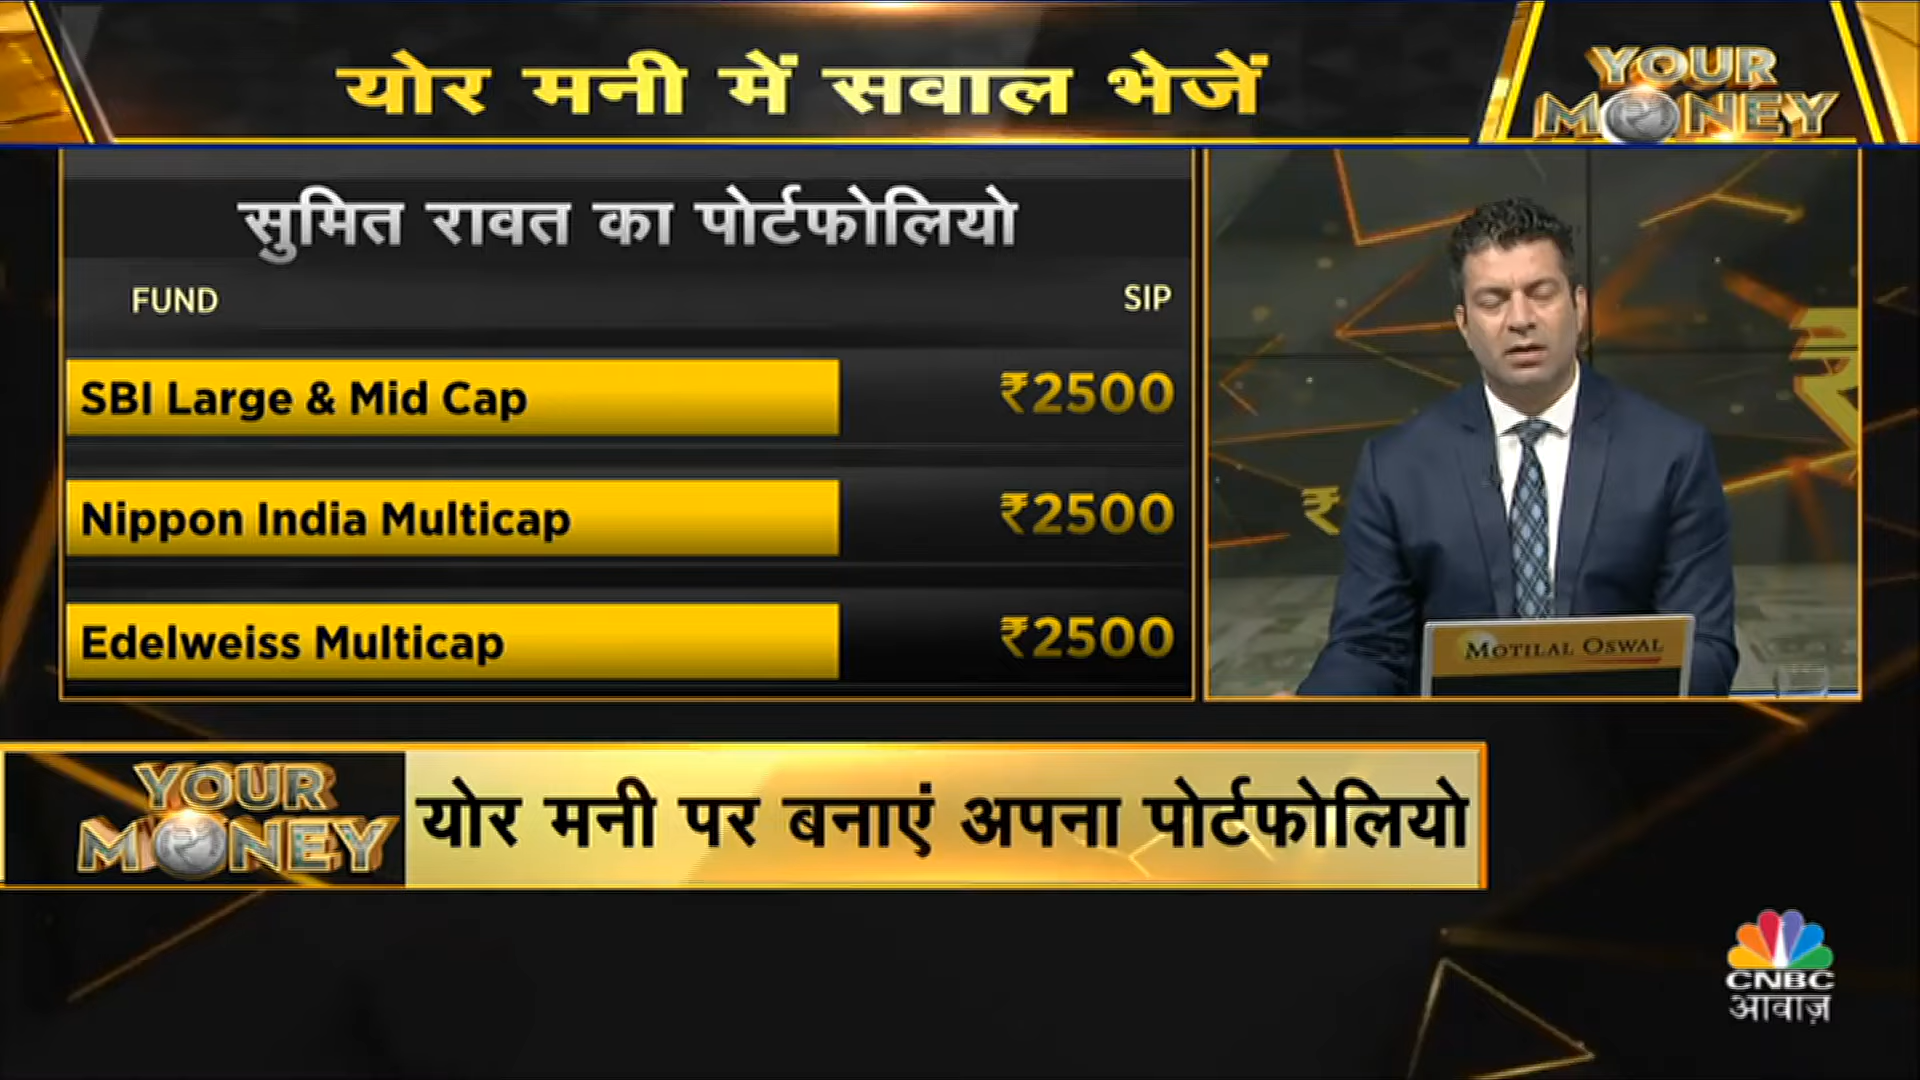 योर मनी में सवाल भेजें
YOUR
MONEY
सुमित रावत का पोर्टफोलियो
FUND SIP
SBI Large & Mid Cap ₹2500
Nippon India Multicap ₹2500
Edelweiss Multicap ₹2500
₹
₹
MOTILAL OSWAL
YOUR
MONEY
योर मनी पर बनाएं अपना पोर्टफोलियो
CNBC
आवाज़